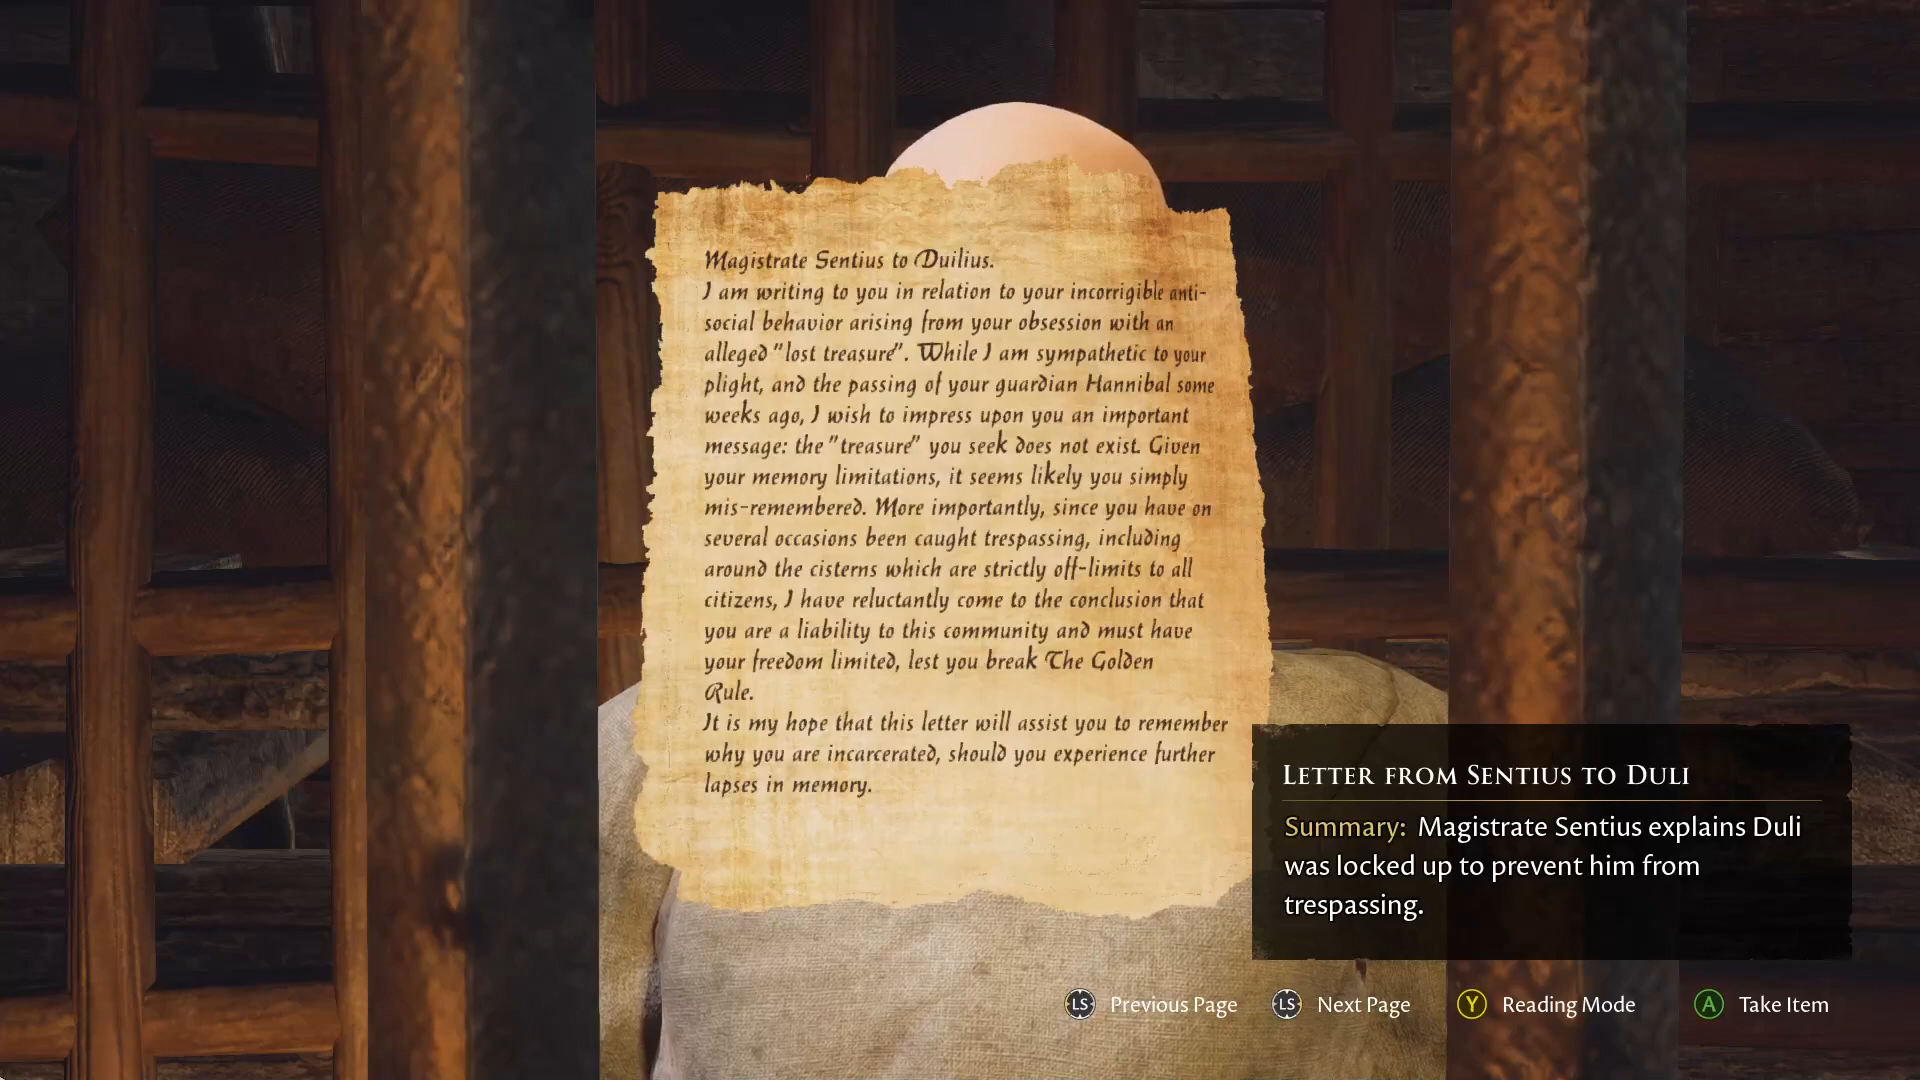 Magistrate Sentius to Duilius.
I am writing to you in relation to your incorrigible anti-
social behavior arising from your obsession with an
alleged "lost treasure". While I am sympathetic to your
plight, and the passing of your guardian Hannibal some
weeks ago, I wish to impress upon you an important
message: the "treasure" you seek does not exist. Given
your memory limitations, it seems likely you simply
mis-remembered. More importantly, since you have on
several occasions been caught trespassing, including
around the cisterns which are strictly off-limits to all
citizens, I have reluctantly come to the conclusion that
you are a liability to this community and must have
your freedom limited, lest you break The Golden
Rule.
It is my hope that this letter will assist you to remember
why you are incarcerated, should you experience further
lapses in memory.
Letter from Sentius to Duli
Summary: Magistrate Sentius explains Duli
was locked up to prevent him from
trespassing.
LS Previous Page LS Next Page Y Reading Mode A Take Item